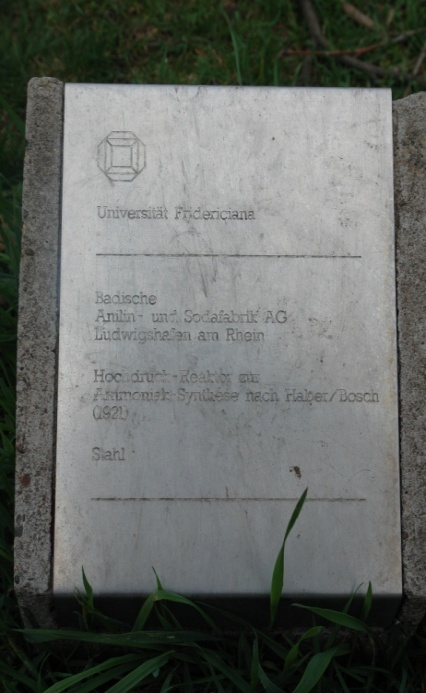 Universität Fridericiana
Badische
Anilin- und Sodafabrik AG
Ludwigshafen am Rhein
Hochdruck-Reaktor zur
Ammoniak-Synthese nach Haber/Bosch
(1921)
Stahl